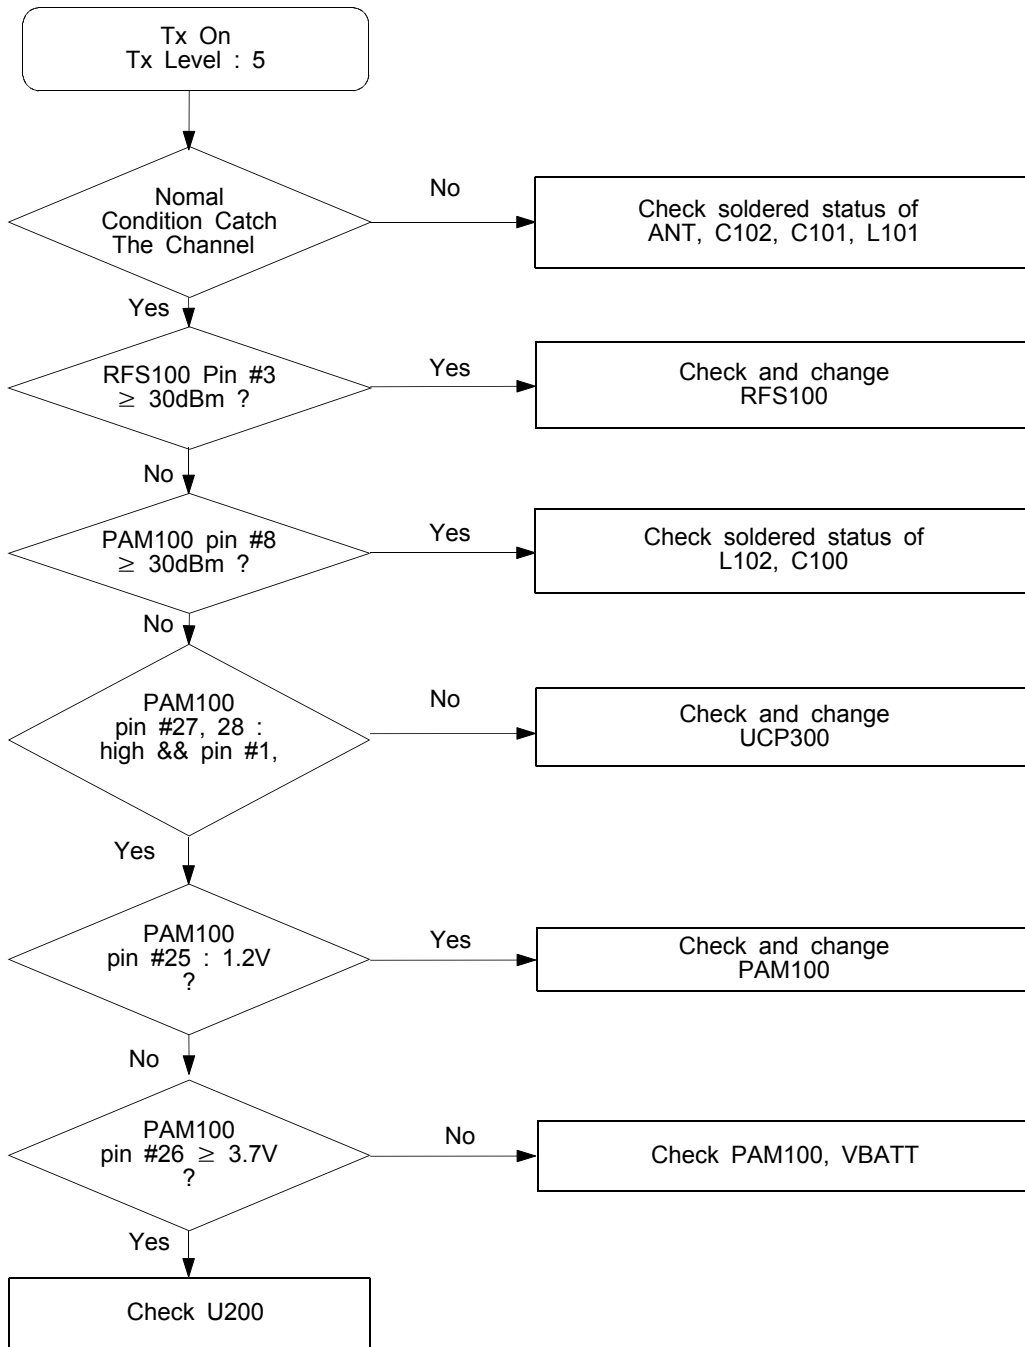 Tx On
Tx Level : 5
Nomal
Condition Catch
The Channel
No
Check soldered status of
ANT, C102, C101, L101
Yes
RFS100 Pin #3
≥ 30dBm ?
Yes
Check and change
RFS100
No
PAM100 pin #8
≥ 30dBm ?
Yes
Check soldered status of
L102, C100
No
PAM100
pin #27, 28 :
high && pin #1,
No
Check and change
UCP300
Yes
PAM100
pin #25 : 1.2V
?
Yes
Check and change
PAM100
No
PAM100
pin #26 ≥ 3.7V
?
No
Check PAM100, VBATT
Yes
Check U200